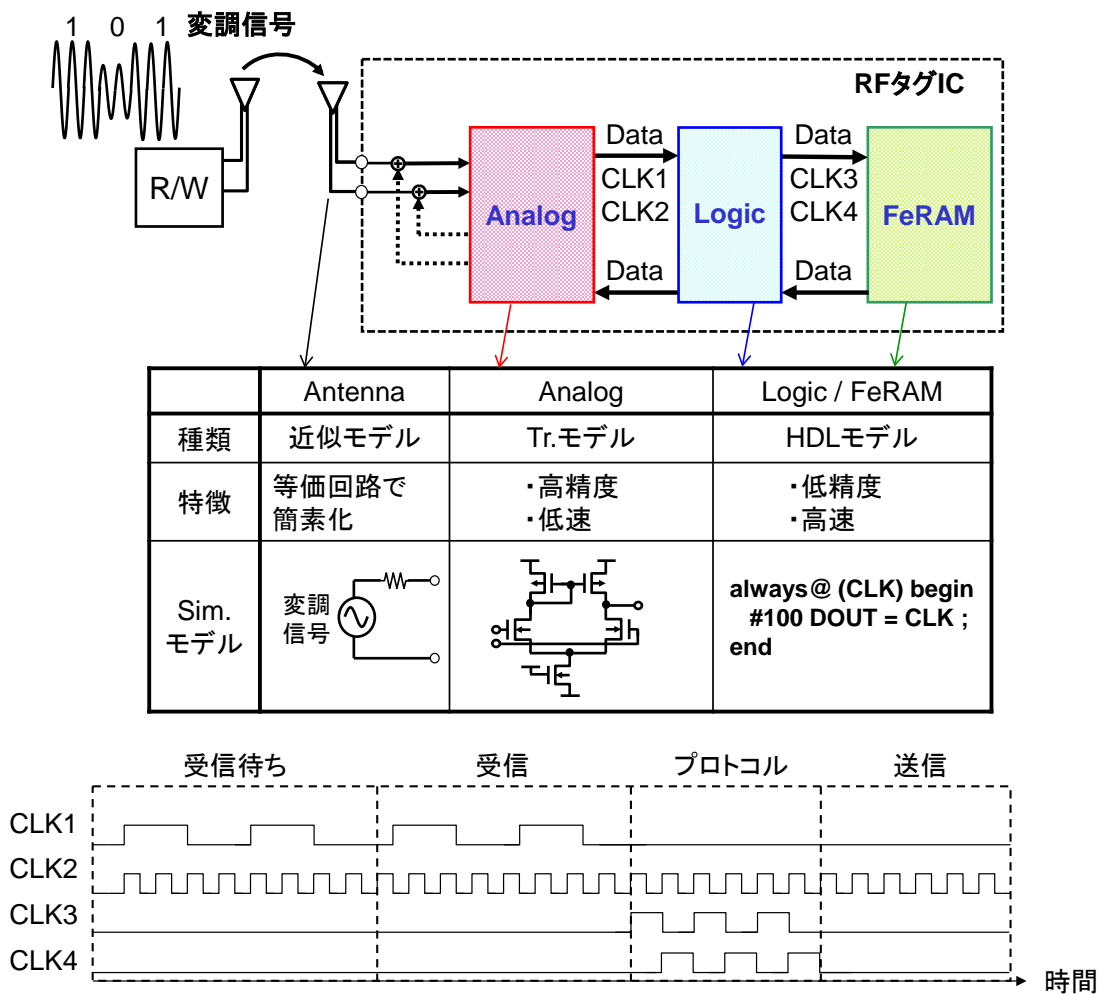 1 0 1 変調信号
RFタグIC
R/W
Analog
Data
CLK1
CLK2
Data
Logic
Data
CLK3
CLK4
Data
FeRAM
Antenna Analog Logic / FeRAM
種類 近似モデル Tr.モデル HDLモデル
特徴
等価回路で
簡素化
・高精度
・低速
・低精度
・高速
Sim.
モデル
変調
信号
always@ (CLK) begin
#100 DOUT = CLK ;
end
受信待ち 受信 プロトコル 送信
CLK1
CLK2
CLK3
CLK4
時間